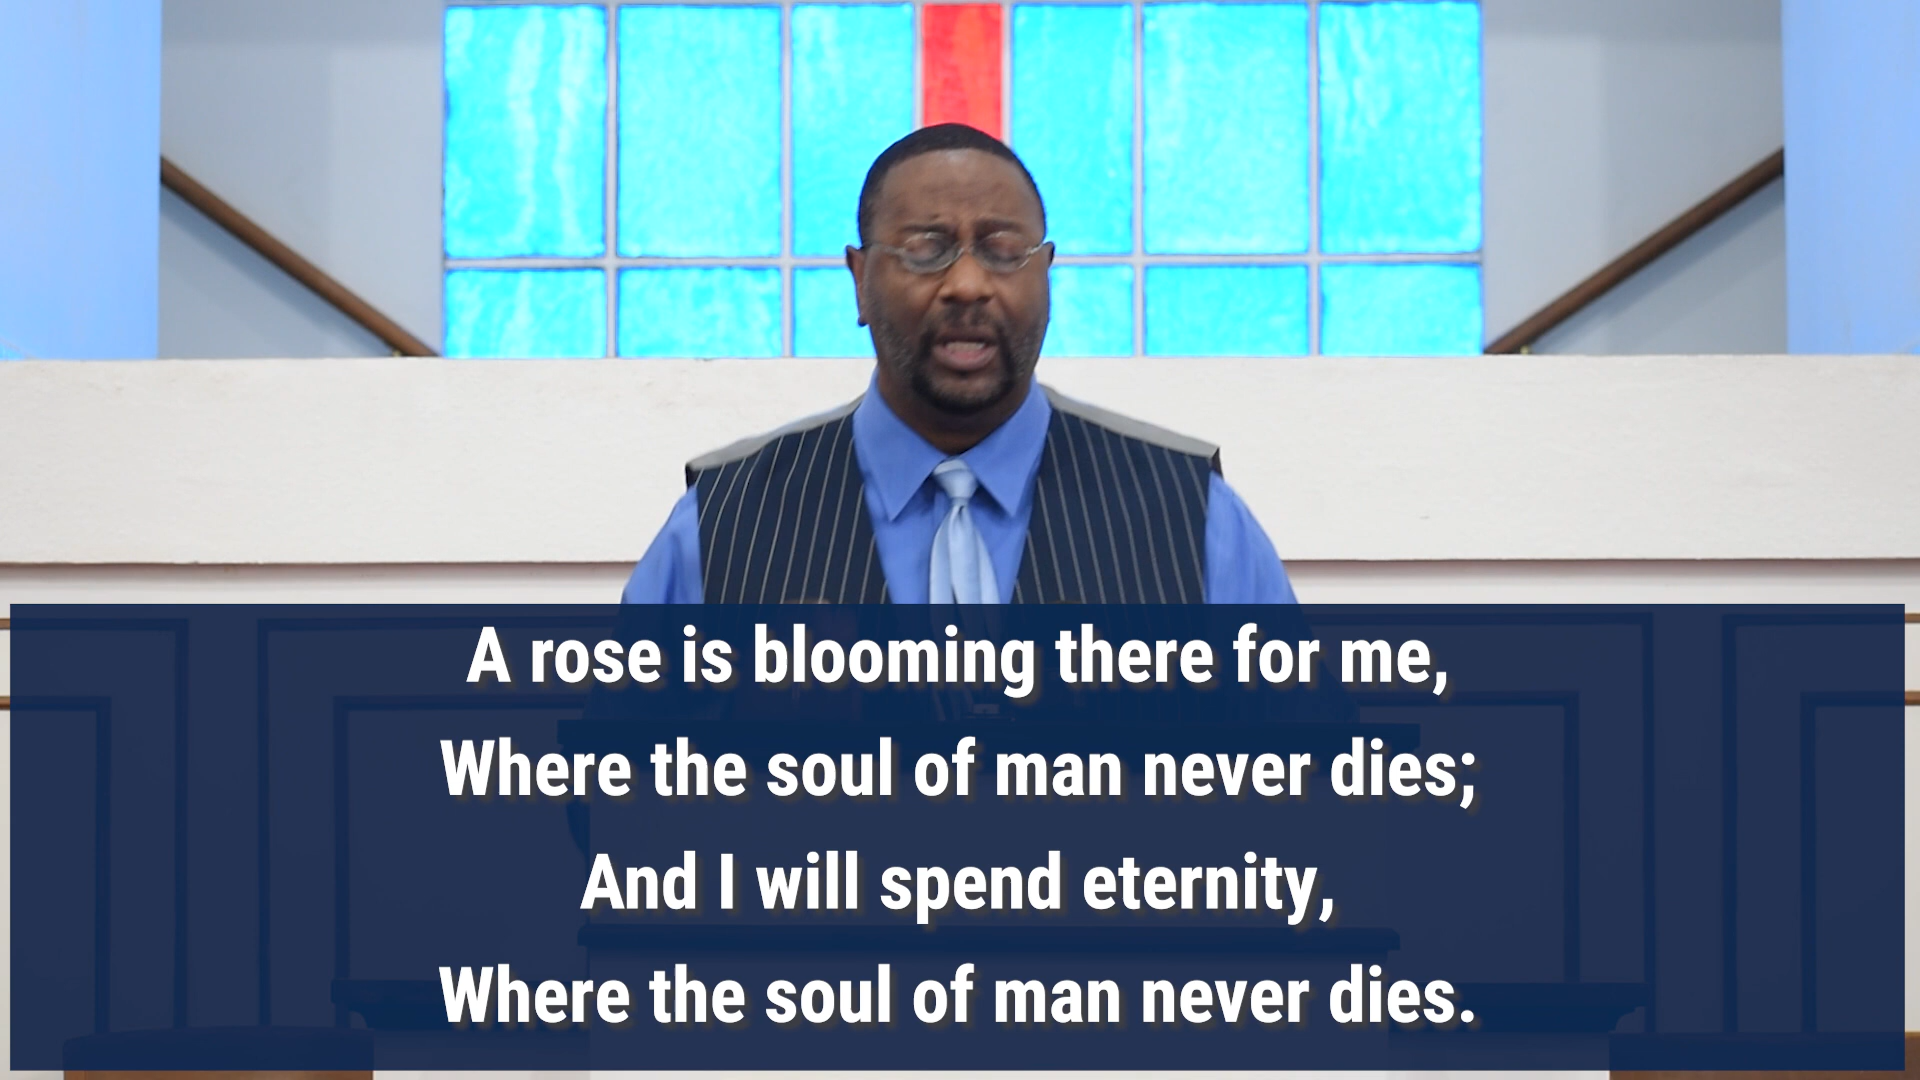 A rose is blooming there for me,
Where the soul of man never dies;
And I will spend eternity,
Where the soul of man never dies.